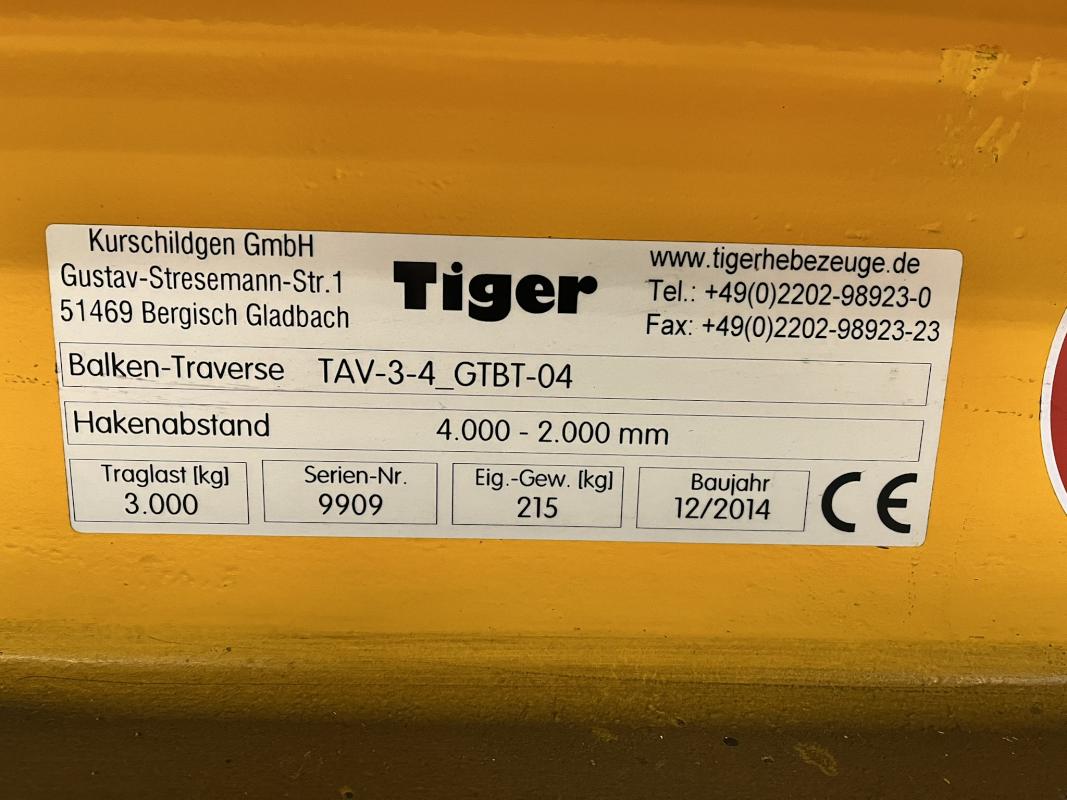 Kurschildgen GmbH
Gustav-Stresemann-Str.1
51469 Bergisch Gladbach
Tiger
www.tigerhebezeuge.de
Tel.: +49(0)2202-98923-0
Fax: +49(0)2202-98923-23
Balken-Traverse TAV-3-4_GTBT-04
Hakenabstand 4.000 - 2.000 mm
Traglast [kg] Serien-Nr. Eig.-Gew. [kg] Baujahr
3.000 9909 215 12/2014
CE